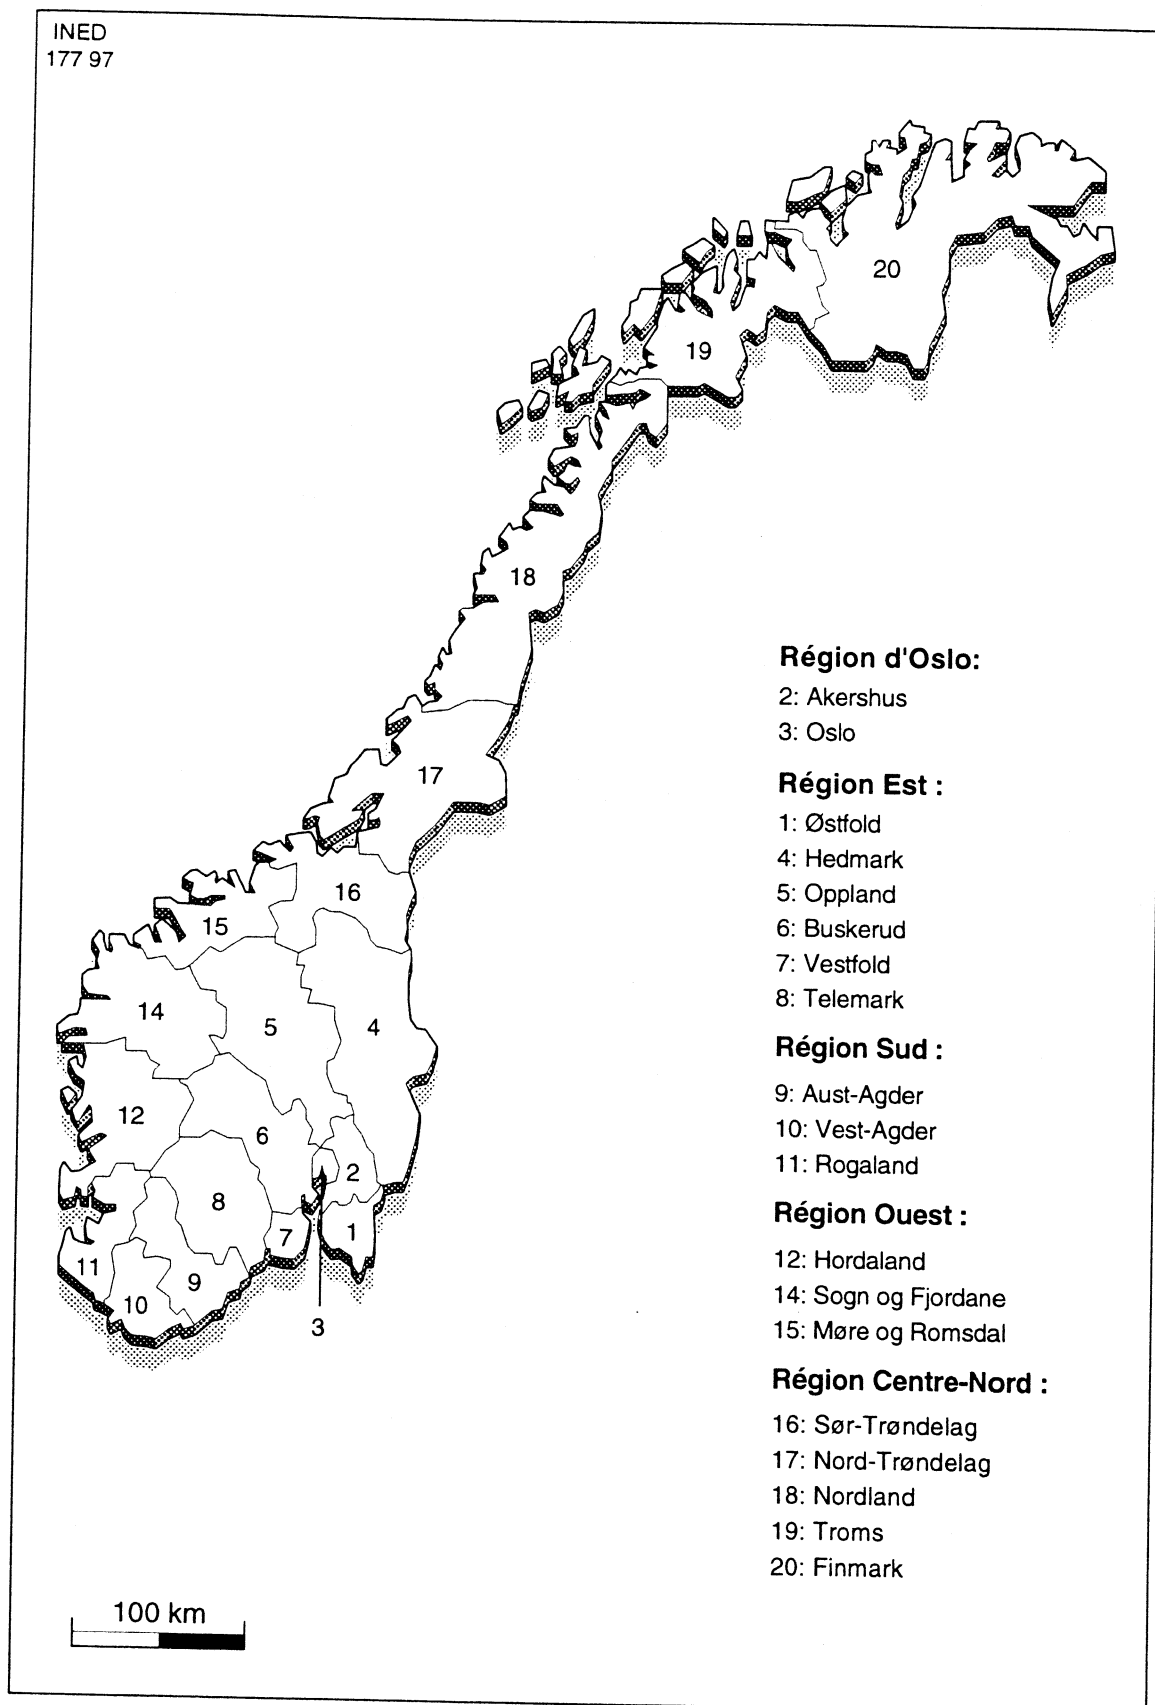 INED
177 97
20
19
18
17
16
15
14
5
4
12
6
2
8
7
1
11
9
10
3
Région d'Oslo:
2: Akershus
3: Oslo
Région Est :
1: Østfold
4: Hedmark
5: Oppland
6: Buskerud
7: Vestfold
8: Telemark
Région Sud :
9: Aust-Agder
10: Vest-Agder
11: Rogaland
Région Ouest :
12: Hordaland
14: Sogn og Fjordane
15: Møre og Romsdal
Région Centre-Nord :
16: Sør-Trøndelag
17: Nord-Trøndelag
18: Nordland
19: Troms
20: Finmark
100 km